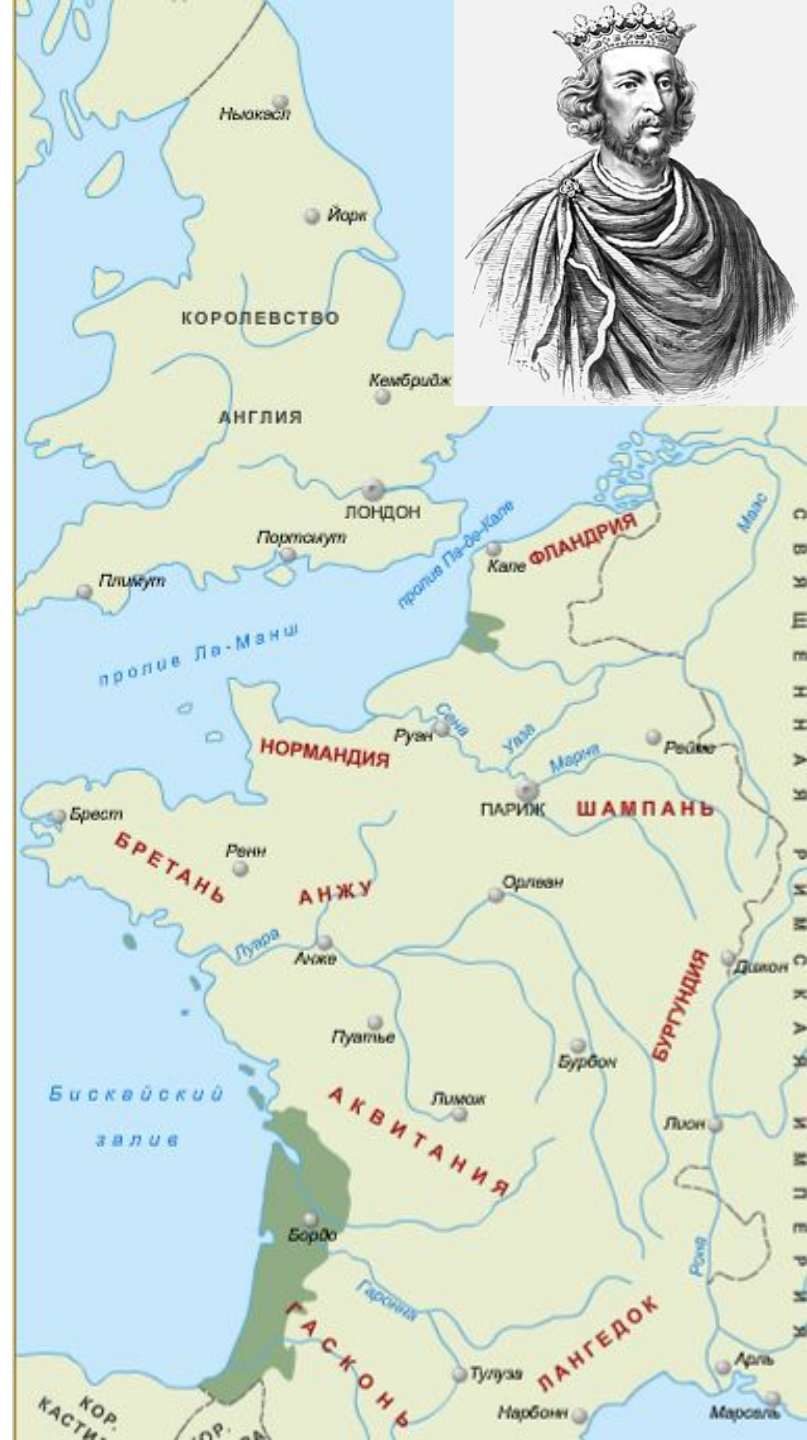 Ньюкасл
Йорк
КОРОЛЕВСТВО
Кембридж
АНГЛИЯ
ЛОНДОН
Портсмут
Плимут
пролив Па-де-Кале
Кале
ФЛАНДРИЯ
Маас
пролив Ла-Манш
Сена
Руан
Уаза
НОРМАНДИЯ
Марна
Реймс
ПАРИЖ
ШАМПАНЬ
Брест
БРЕТАНЬ
Ренн
АНЖУ
Орлеан
Луара
Анже
Дижон
БУРГУНДИЯ
Пуатье
Бурбон
Бискайский
залив
АКВИТАНИЯ
Лимож
Лион
СВЯЩЕННАЯ РИМСКАЯ ИМПЕРИЯ
Бордо
Рона
Гаронна
ГАСКОНЬ
ЛАНГЕДОК
Тулуза
Арль
Нарбонн
Марсель
КОР.
КОР.